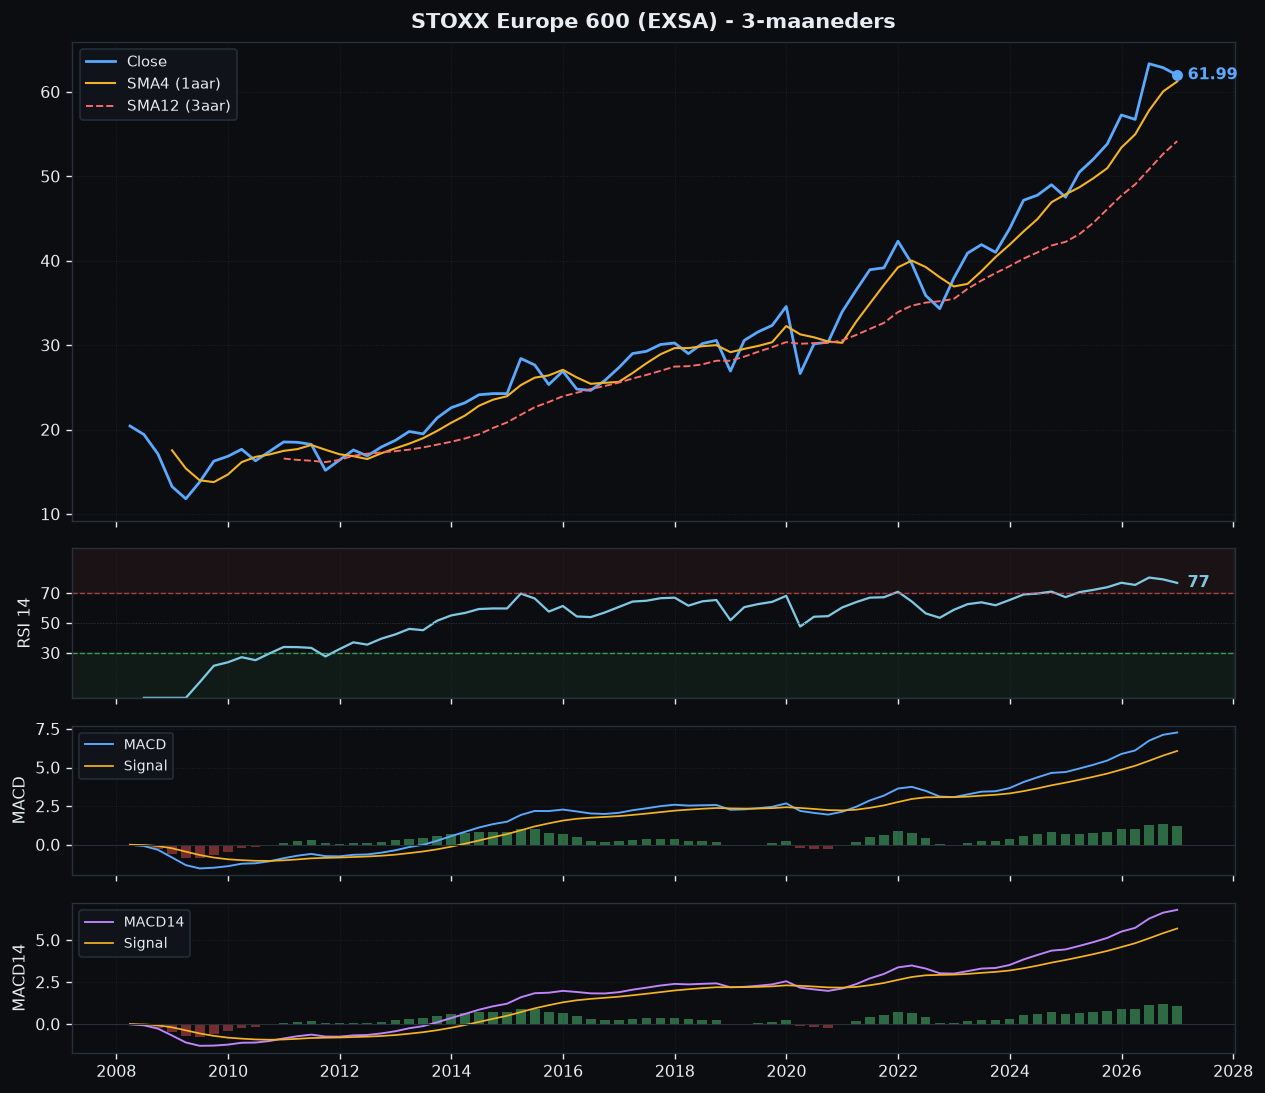 STOXX Europe 600 (EXSA) - 3-maaneders
Close
SMA4 (1aar)
SMA12 (3aar)
61.99
60
50
40
30
20
10
RSI 14
77
70
50
30
MACD
MACD
Signal
7.5
5.0
2.5
0.0
MACD14
MACD14
Signal
5.0
2.5
0.0
2008 2010 2012 2014 2016 2018 2020 2022 2024 2026 2028